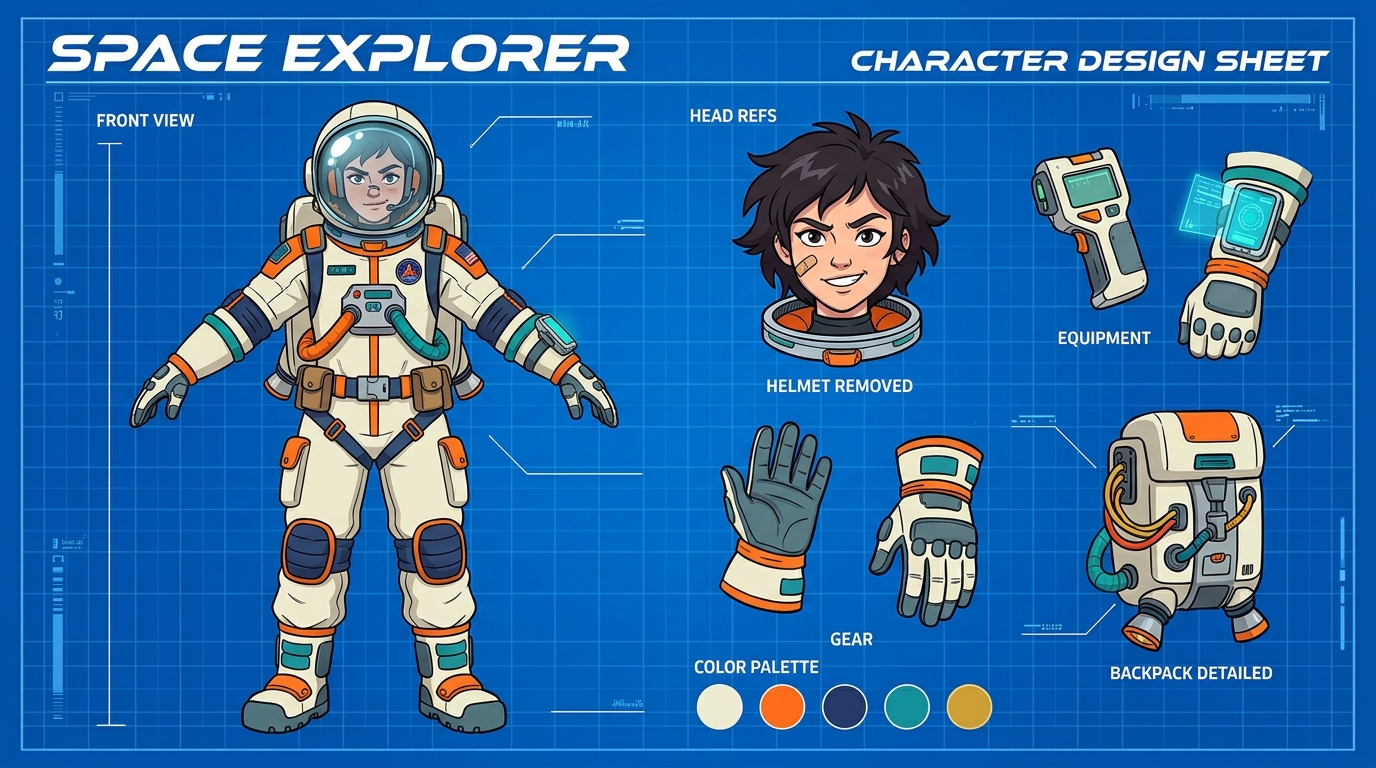 SPACE EXPLORER
CHARACTER DESIGN SHEET
FRONT VIEW
HEAD REFS
EQUIPMENT
HELMET REMOVED
GEAR
COLOR PALETTE
BACKPACK DETAILED